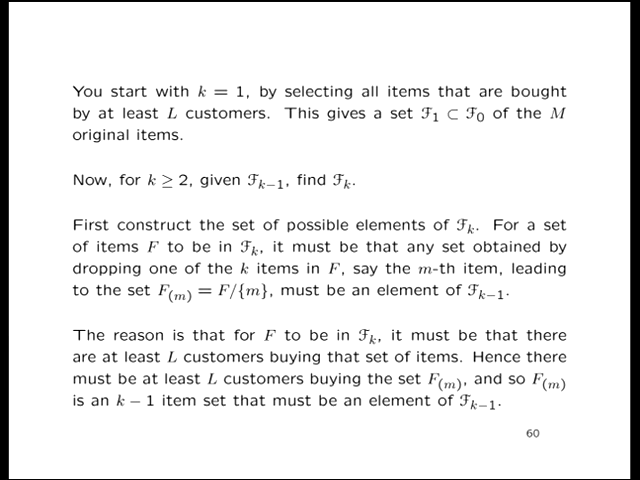 You start with k = 1, by selecting all items that are bought
by at least L customers. This gives a set ℱ₁ ⊂ ℱ₀ of the M
original items.
Now, for k ≥ 2, given ℱₖ₋₁, find ℱₖ.
First construct the set of possible elements of ℱₖ. For a set
of items F to be in ℱₖ, it must be that any set obtained by
dropping one of the k items in F, say the m-th item, leading
to the set F₍ₘ₎ = F/{m}, must be an element of ℱₖ₋₁.
The reason is that for F to be in ℱₖ, it must be that there
are at least L customers buying that set of items. Hence there
must be at least L customers buying the set F₍ₘ₎, and so F₍ₘ₎
is an k − 1 item set that must be an element of ℱₖ₋₁.
60